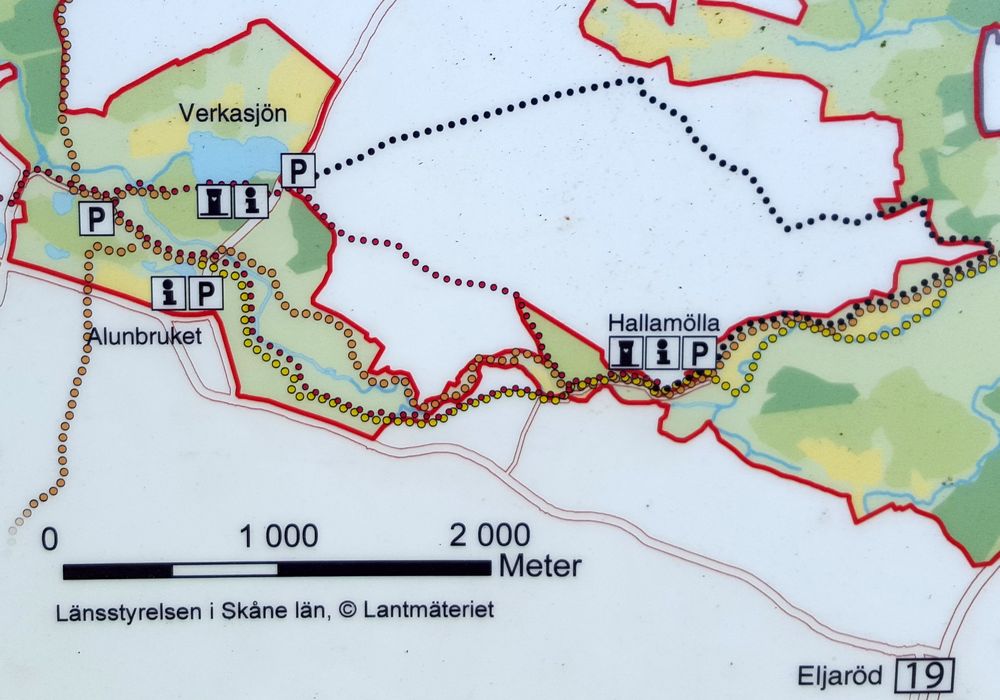 Verkasjön
P
i
P
i P
Alunbruket
Hallamölla
i P
0 1 000 2 000
Meter
Länsstyrelsen i Skåne län, © Lantmäteriet
Eljaröd 19